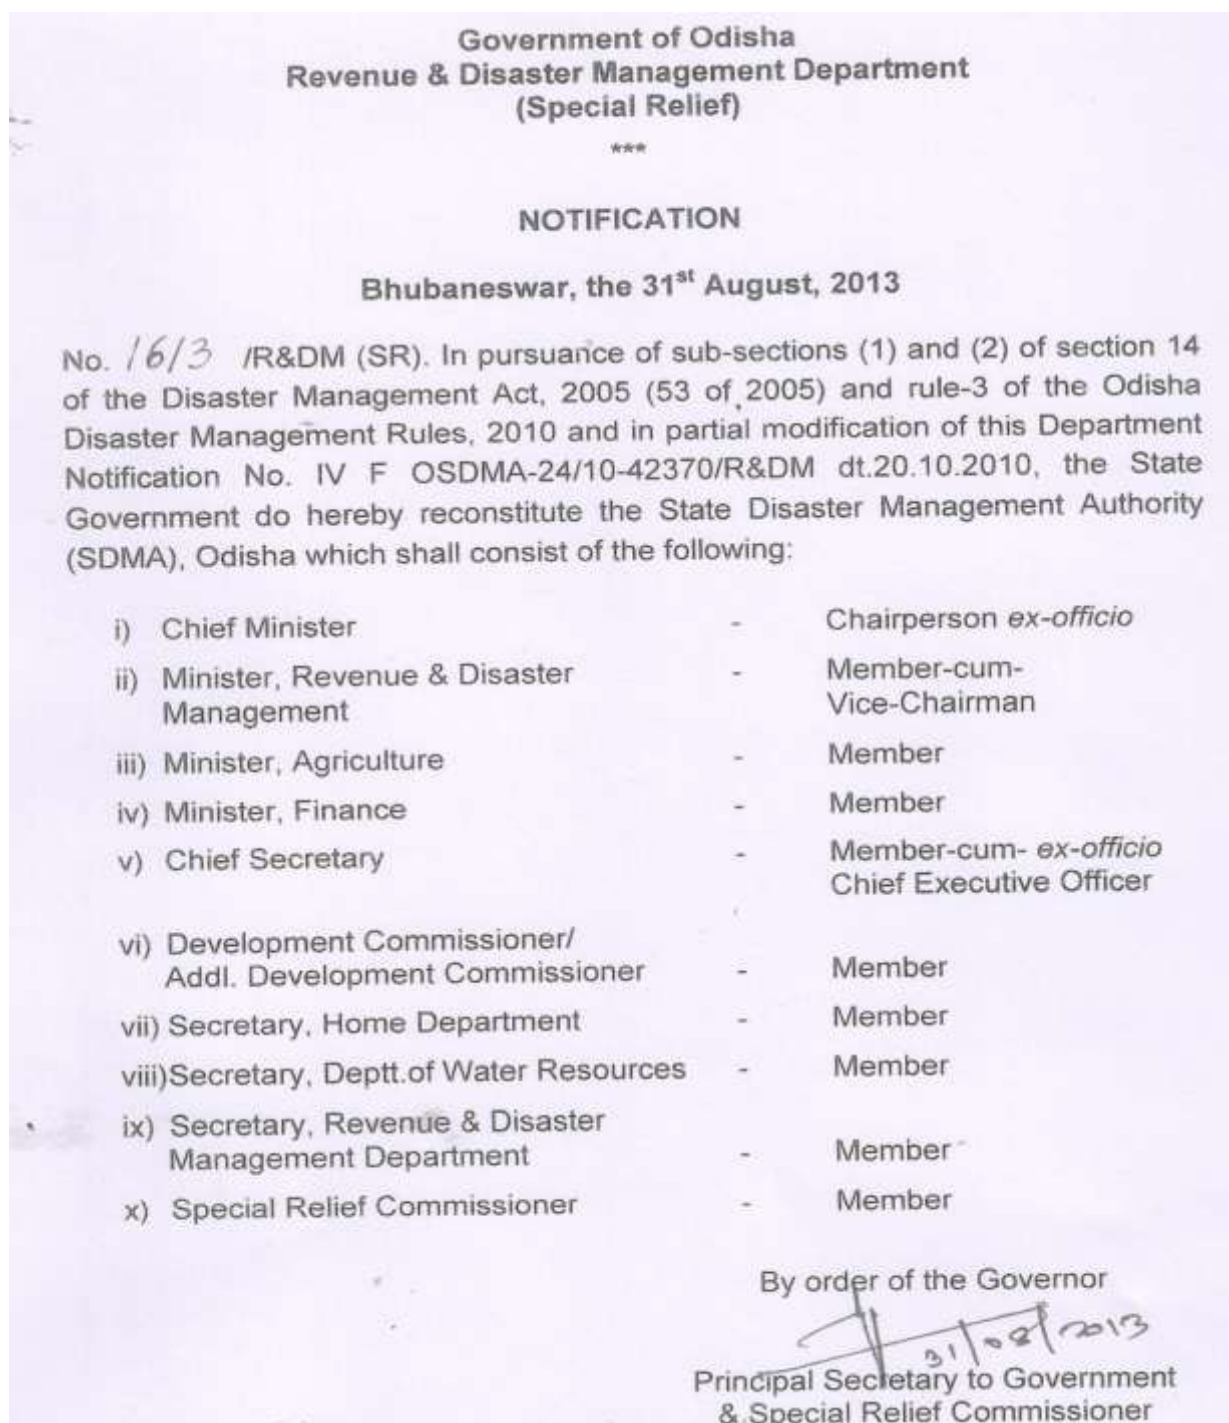 Government of Odisha
Revenue & Disaster Management Department
(Special Relief)
***
NOTIFICATION
Bhubaneswar, the 31st August, 2013
No. 1613 /R&DM (SR). In pursuance of sub-sections (1) and (2) of section 14
of the Disaster Management Act, 2005 (53 of 2005) and rule-3 of the Odisha
Disaster Management Rules, 2010 and in partial modification of this Department
Notification No. IV F OSDMA-24/10-42370/R&DM dt.20.10.2010, the State
Government do hereby reconstitute the State Disaster Management Authority
(SDMA), Odisha which shall consist of the following:
i) Chief Minister - Chairperson ex-officio
ii) Minister, Revenue & Disaster - Member-cum-
Management Vice-Chairman
iii) Minister, Agriculture - Member
iv) Minister, Finance - Member
v) Chief Secretary - Member-cum- ex-officio
Chief Executive Officer
vi) Development Commissioner/
Addl. Development Commissioner - Member
vii) Secretary, Home Department - Member
viii)Secretary, Deptt.of Water Resources - Member
ix) Secretary, Revenue & Disaster
Management Department - Member
x) Special Relief Commissioner - Member
By order of the Governor
31/08/2013
Principal Secretary to Government
& Special Relief Commissioner